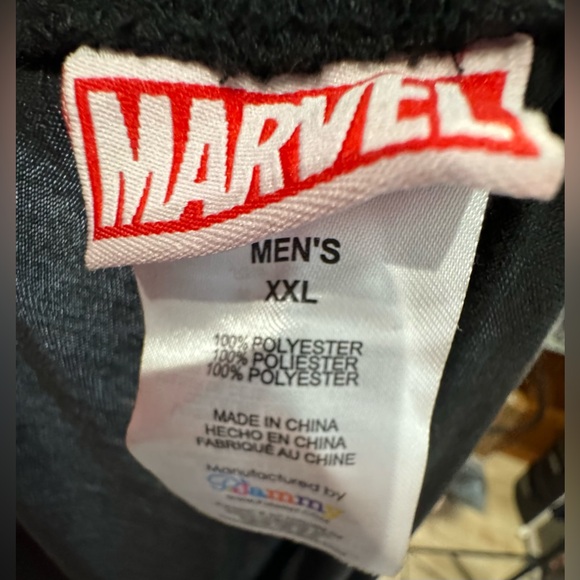 MARVEL
MEN'S
XXL
100% POLYESTER
100% POLIESTER
100% POLYESTER
MADE IN CHINA
HECHO EN CHINA
FABRIQUÉ AU CHINE
Manufactured by